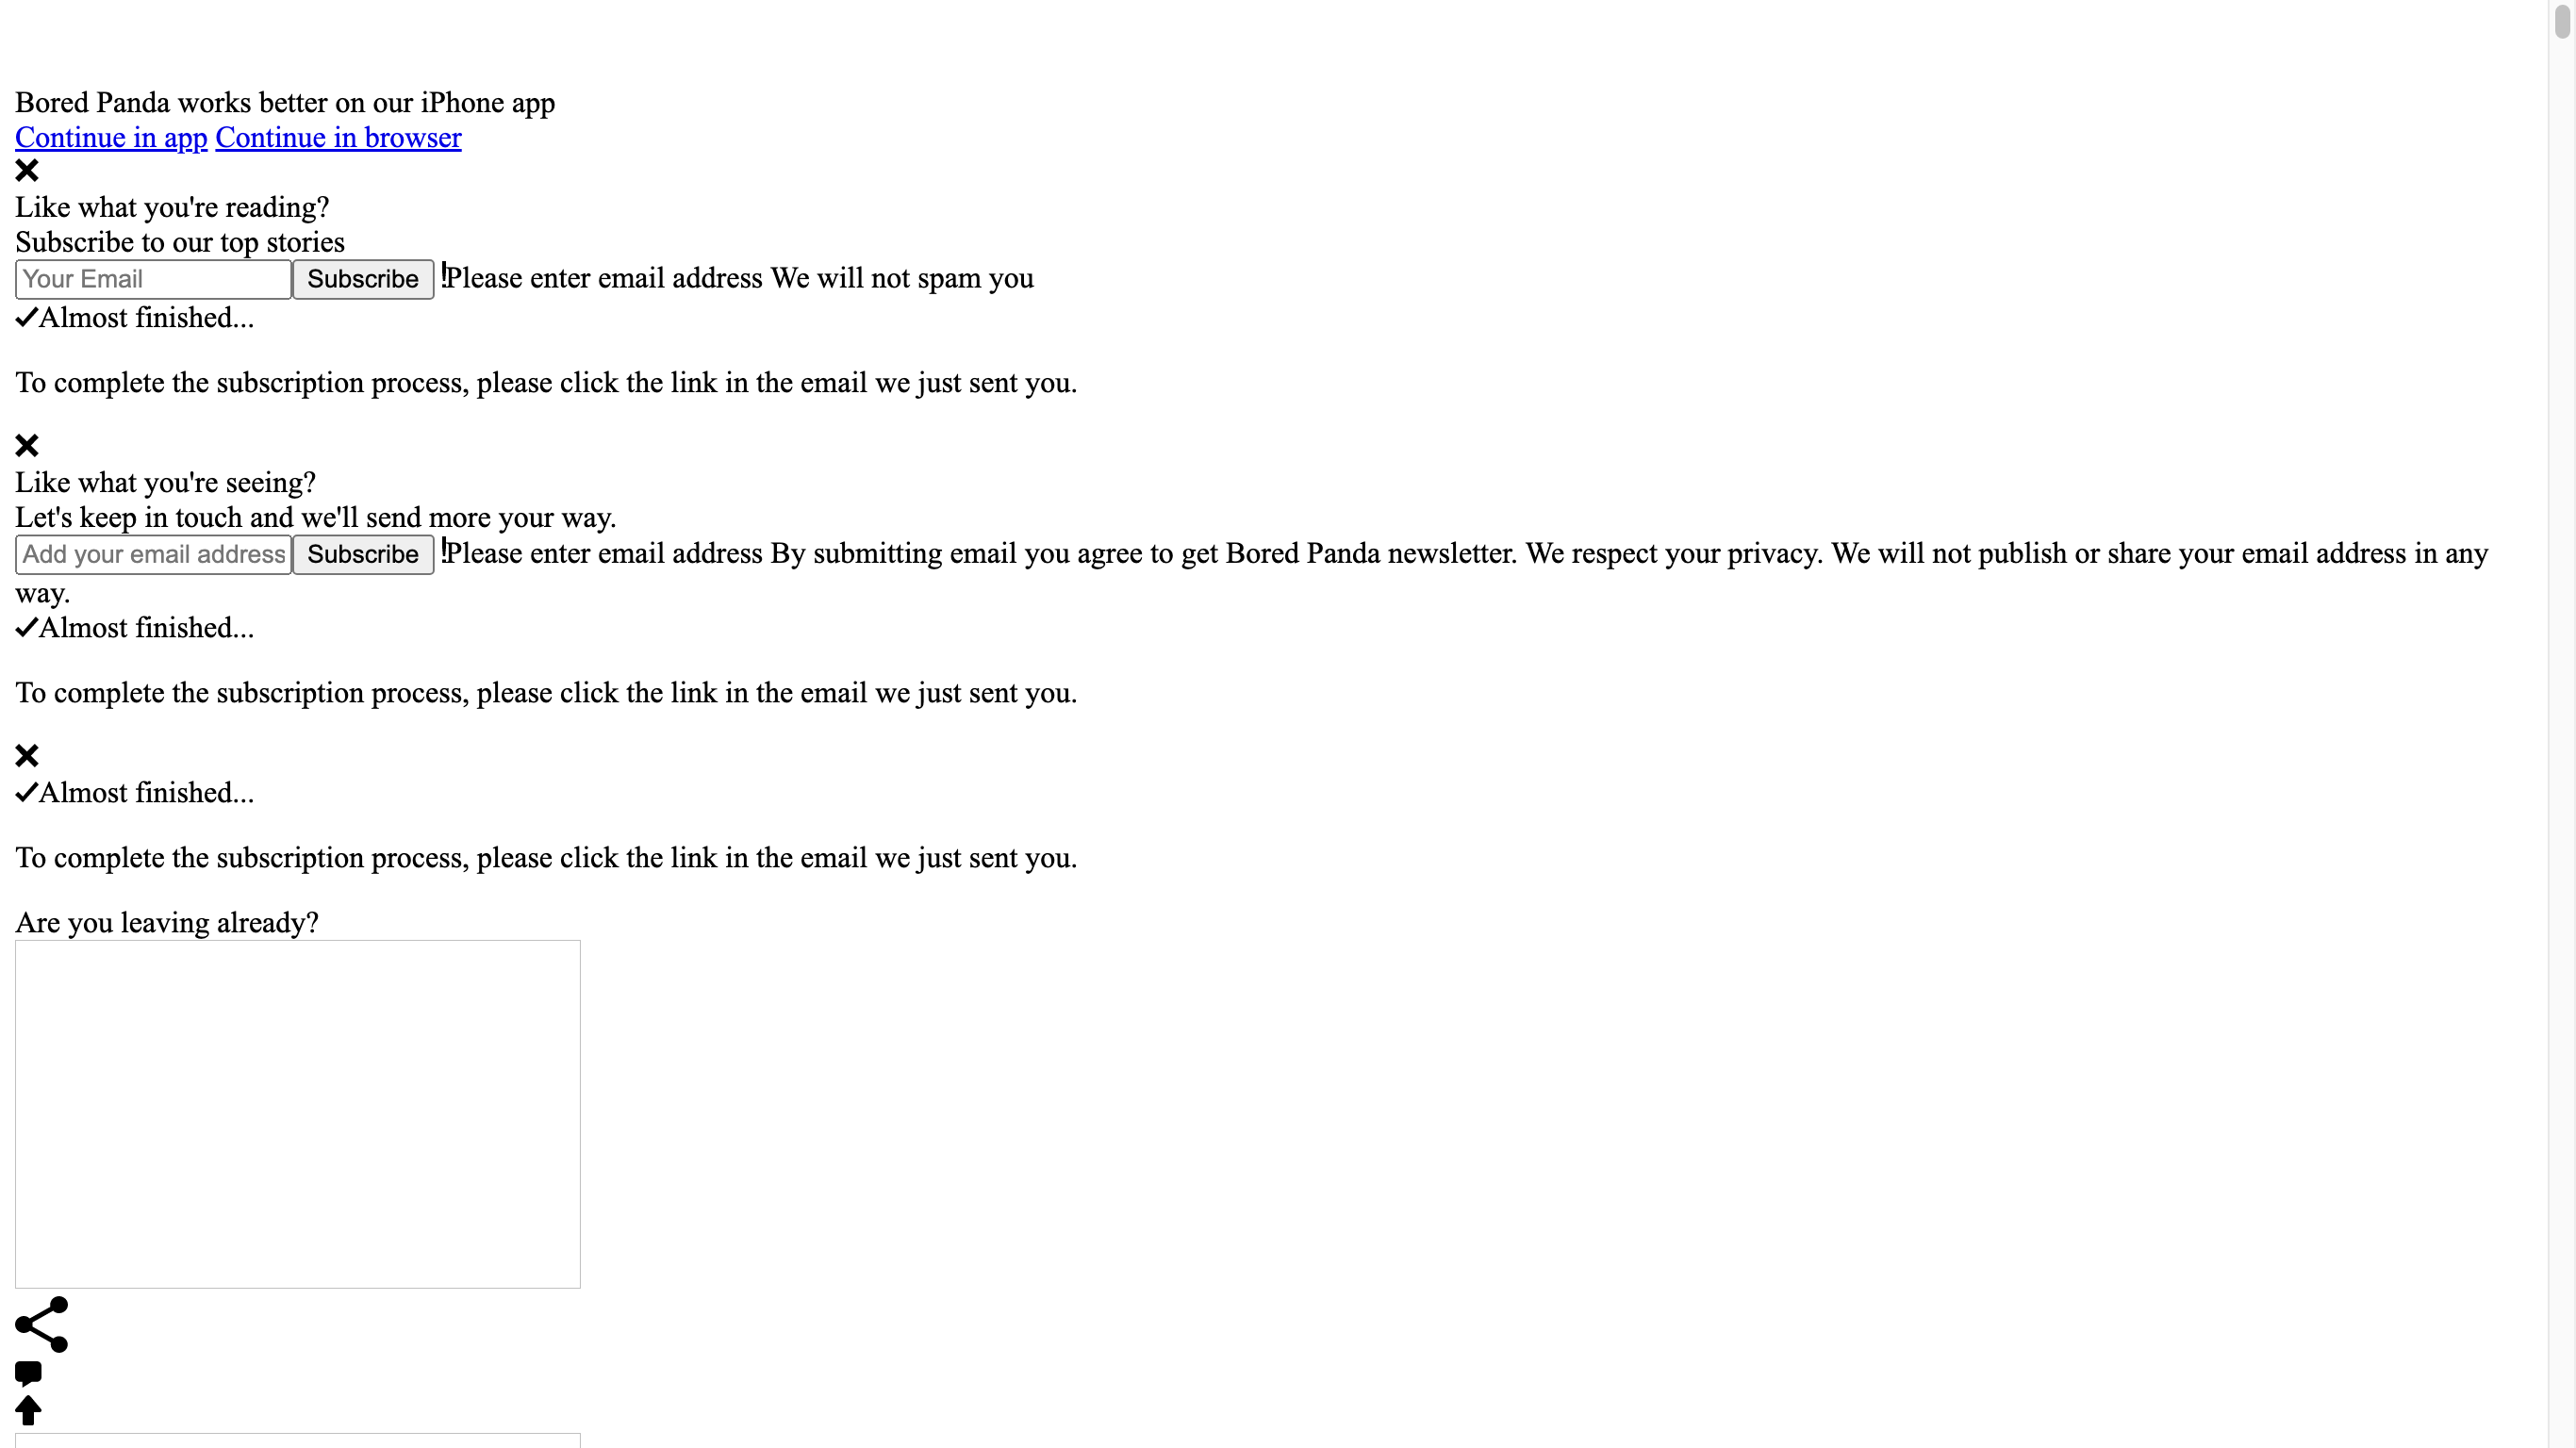 Bored Panda works better on our iPhone app
Continue in app Continue in browser
Like what you're reading?
Subscribe to our top stories
Your Email Subscribe !Please enter email address We will not spam you
Almost finished...
To complete the subscription process, please click the link in the email we just sent you.
Like what you're seeing?
Let's keep in touch and we'll send more your way.
Add your email address Subscribe !Please enter email address By submitting email you agree to get Bored Panda newsletter. We respect your privacy. We will not publish or share your email address in any
way.
Almost finished...
To complete the subscription process, please click the link in the email we just sent you.
Almost finished...
To complete the subscription process, please click the link in the email we just sent you.
Are you leaving already?